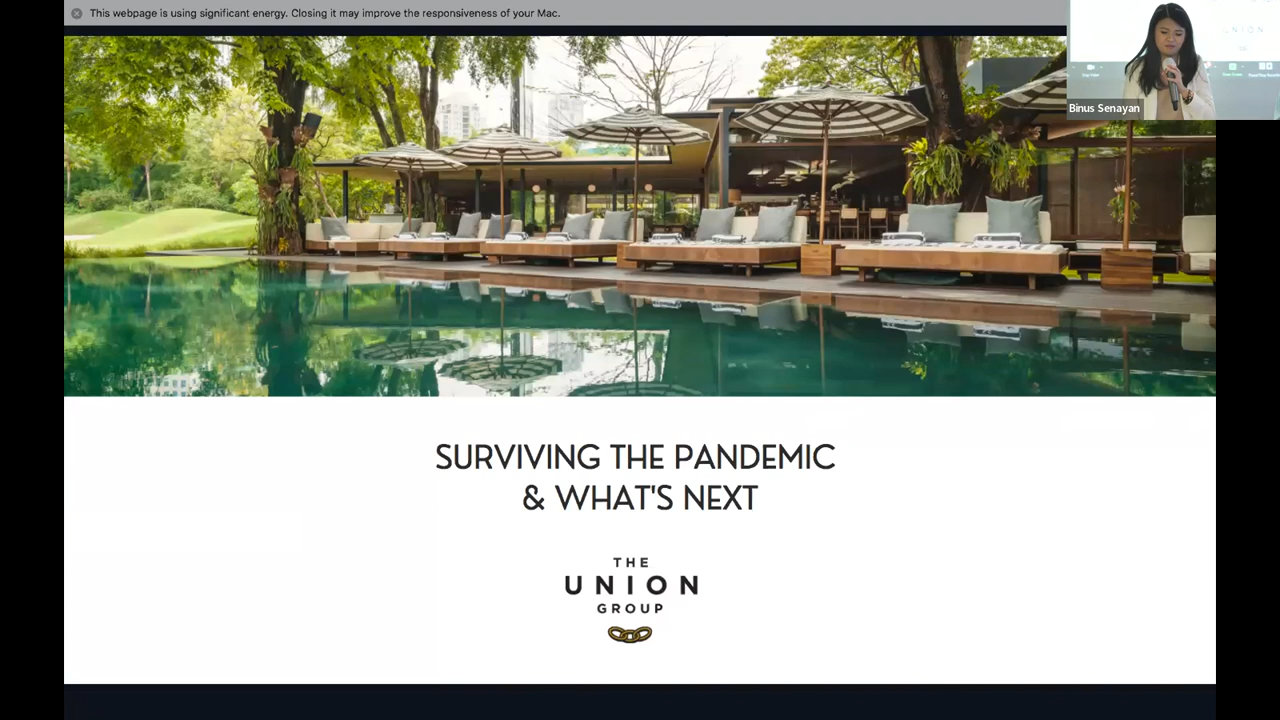 This webpage is using significant energy. Closing it may improve the responsiveness of your Mac.
UNION
Binus Senayan
SURVIVING THE PANDEMIC
& WHAT'S NEXT
THE
UNION
GROUP